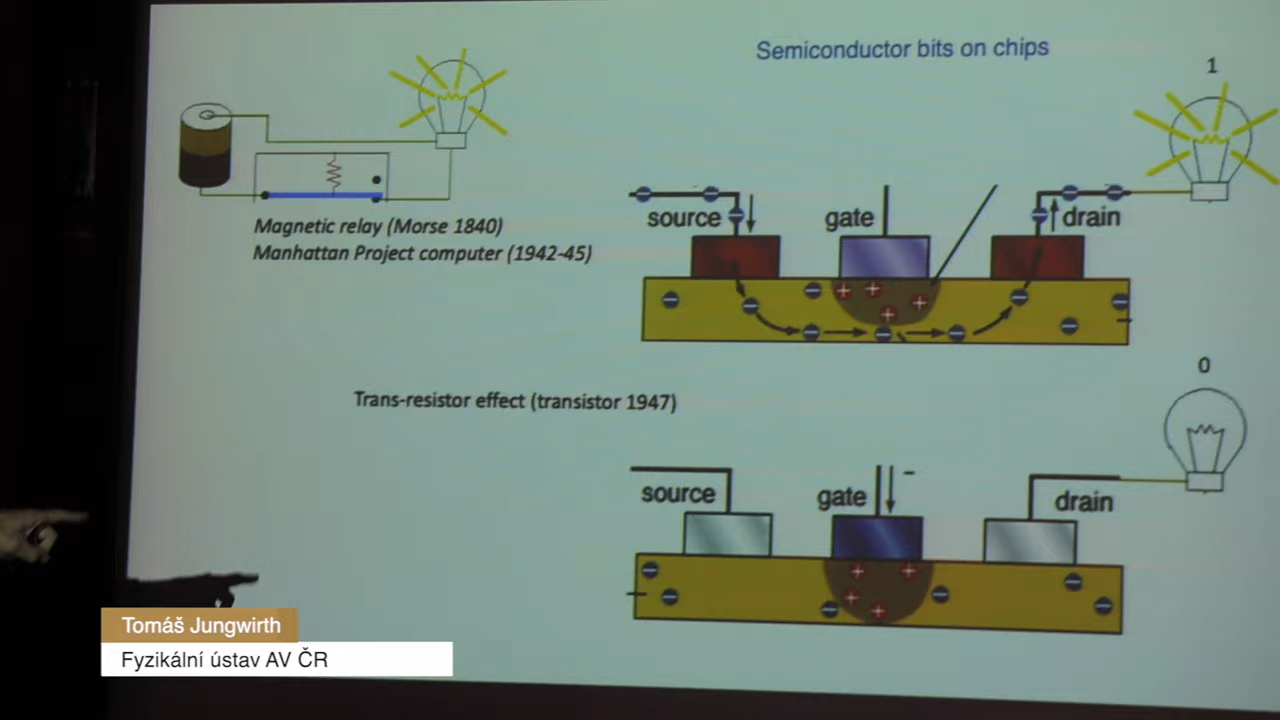 Semiconductor bits on chips
1
source
gate
drain
Magnetic relay (Morse 1840)
Manhattan Project computer (1942-45)
0
Trans-resistor effect (transistor 1947)
source
gate
drain
Tomáš Jungwirth
Fyzikální ústav AV ČR